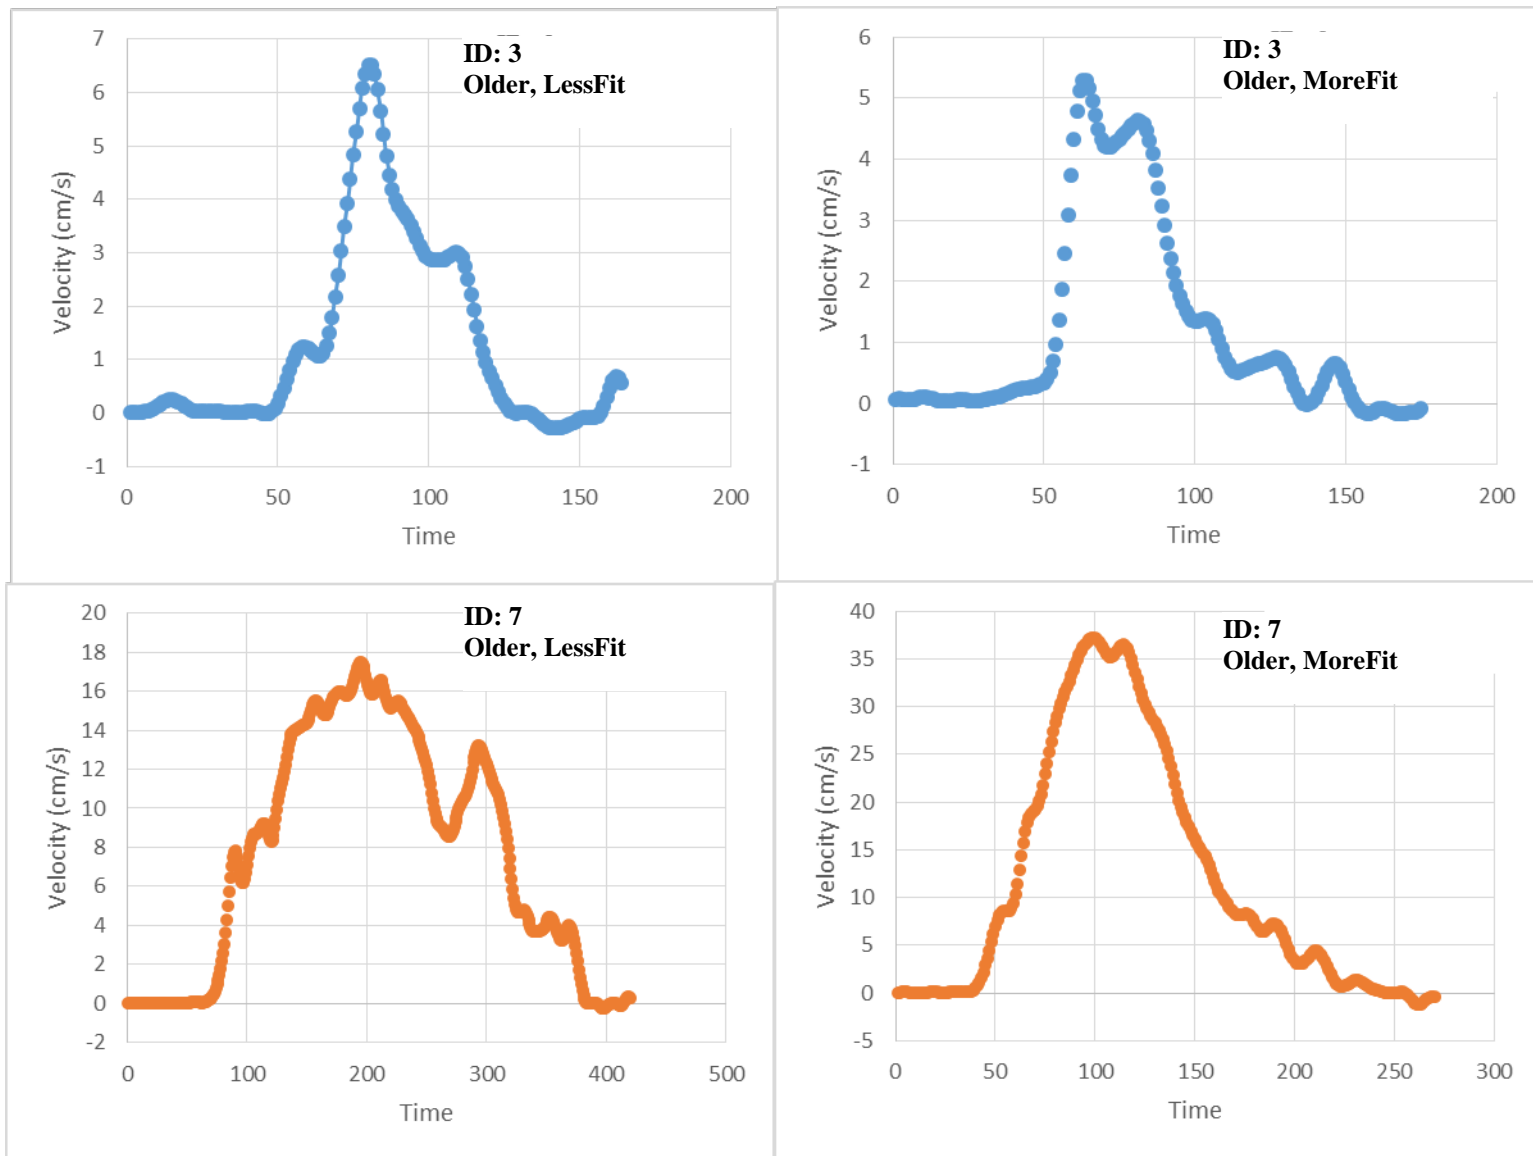 ID: 3
Older, LessFit
7
6
5
4
3
2
1
0
-1
Velocity (cm/s)
0 50 100 150 200
Time
ID: 3
Older, MoreFit
6
5
4
3
2
1
0
-1
Velocity (cm/s)
0 50 100 150 200
Time
ID: 7
Older, LessFit
20
18
16
14
12
10
8
6
4
2
0
-2
Velocity (cm/s)
0 100 200 300 400 500
Time
ID: 7
Older, MoreFit
40
35
30
25
20
15
10
5
0
-5
Velocity (cm/s)
0 50 100 150 200 250 300
Time